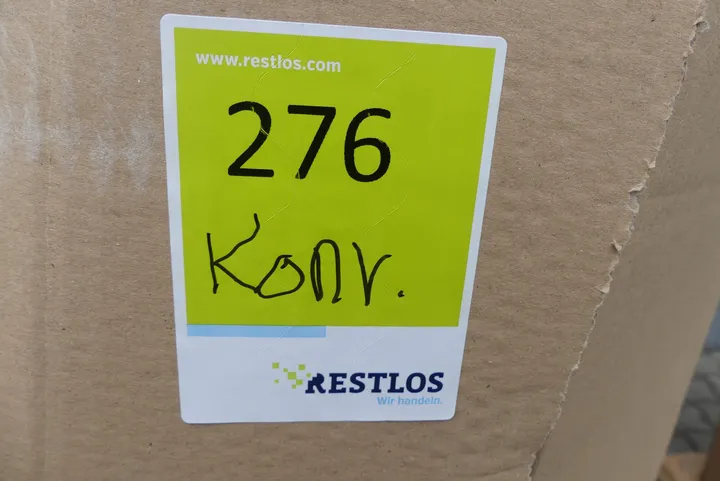 www.restlos.com
276
Konv.
RESTLOS
Wir handeln.